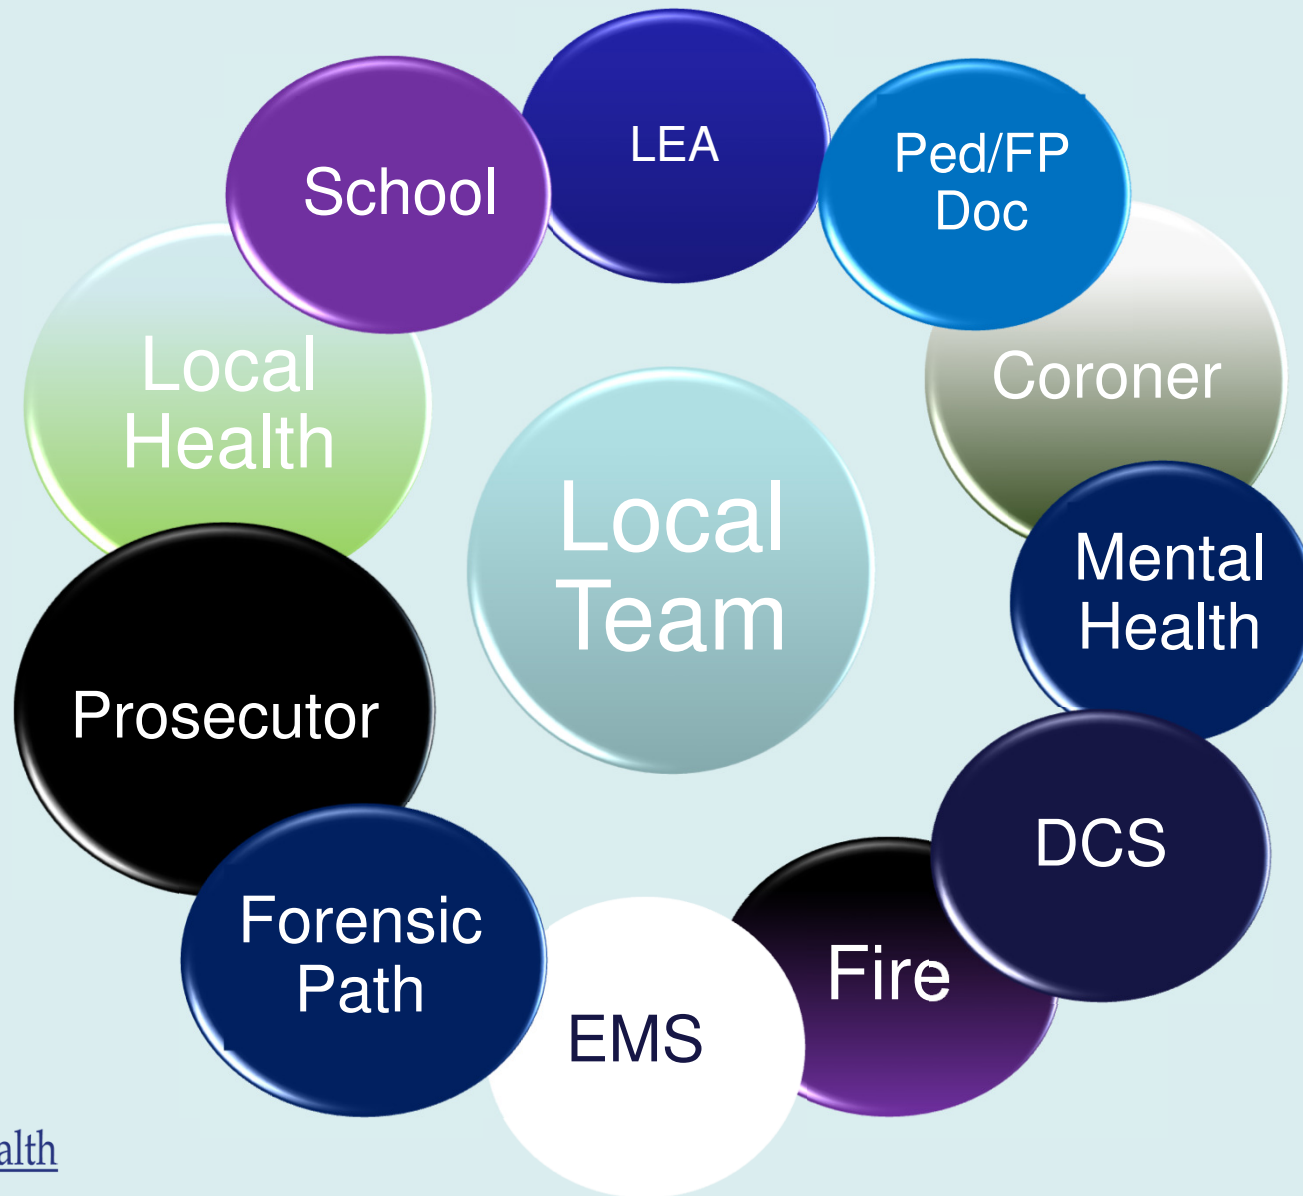 LEA
School
Ped/FP
Doc
Local
Health
Coroner
Local
Team
Mental
Health
Prosecutor
DCS
Forensic
Path
Fire
EMS